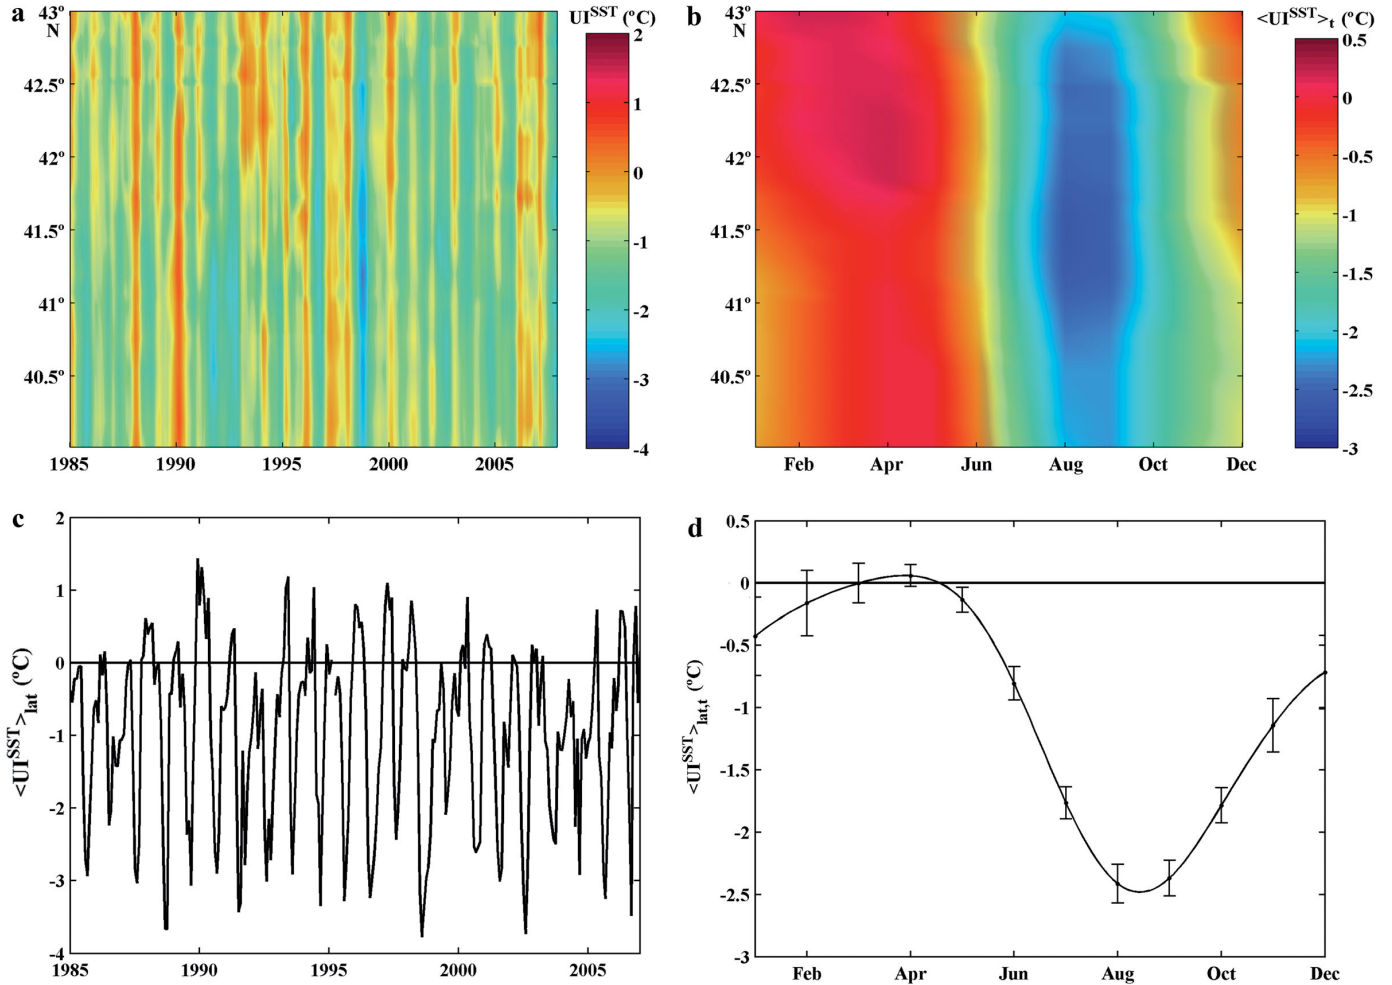 a
UI^SST (ºC)
43º
N
42.5º
42º
41.5º
41º
40.5º
1985 1990 1995 2000 2005
2
1
0
-1
-2
-3
-4
b
<UI^SST>_t (ºC)
43º
N
42.5º
42º
41.5º
41º
40.5º
Feb Apr Jun Aug Oct Dec
0.5
0
-0.5
-1
-1.5
-2
-2.5
-3
c
<UI^SST>_lat (ºC)
2
1
0
-1
-2
-3
-4
1985 1990 1995 2000 2005
d
<UI^SST>_lat,t (ºC)
0.5
0
-0.5
-1
-1.5
-2
-2.5
-3
Feb Apr Jun Aug Oct Dec